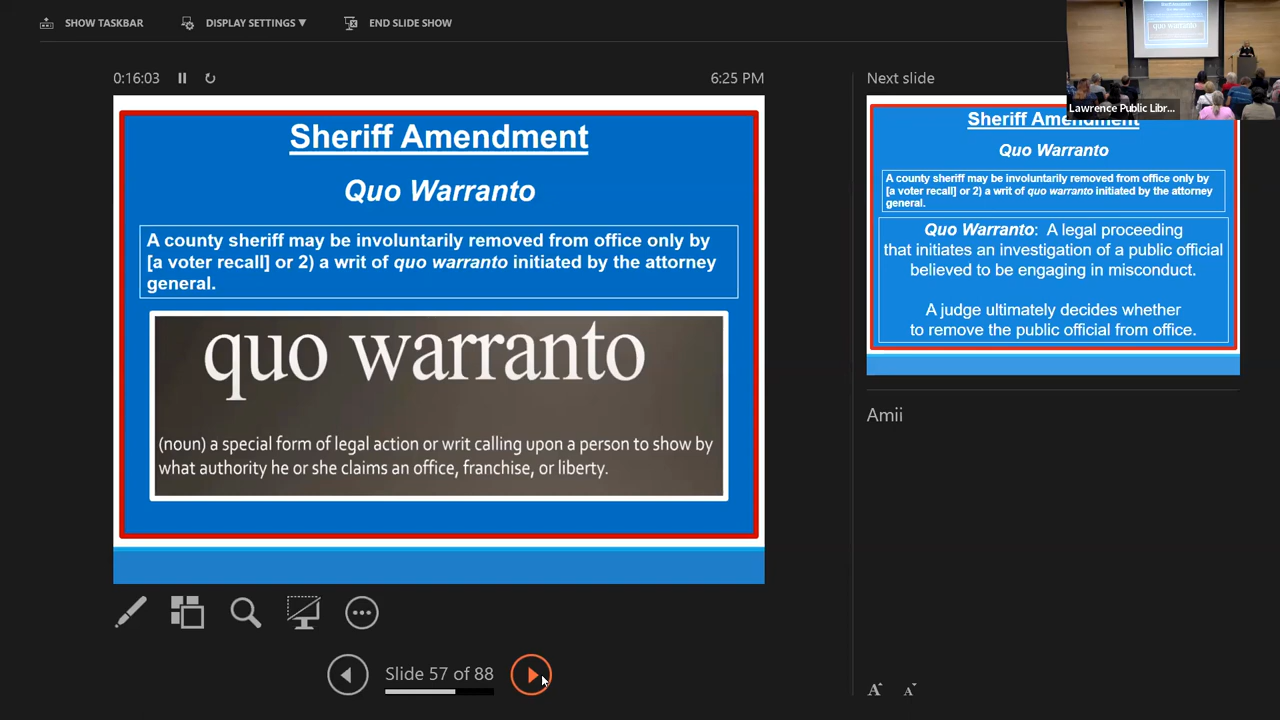 SHOW TASKBAR
DISPLAY SETTINGS ▼
END SLIDE SHOW
0:16:03
6:25 PM
Sheriff Amendment
Quo Warranto
A county sheriff may be involuntarily removed from office only by
[a voter recall] or 2) a writ of quo warranto initiated by the attorney
general.
quo warranto
(noun) a special form of legal action or writ calling upon a person to show by
what authority he or she claims an office, franchise, or liberty.
Slide 57 of 88
Next slide
Lawrence Public Libr...
Sheriff Amendment
Quo Warranto
A county sheriff may be involuntarily removed from office only by
[a voter recall] or 2) a writ of quo warranto initiated by the attorney
general.
Quo Warranto: A legal proceeding
that initiates an investigation of a public official
believed to be engaging in misconduct.
A judge ultimately decides whether
to remove the public official from office.
Amii
A A
quo warranto